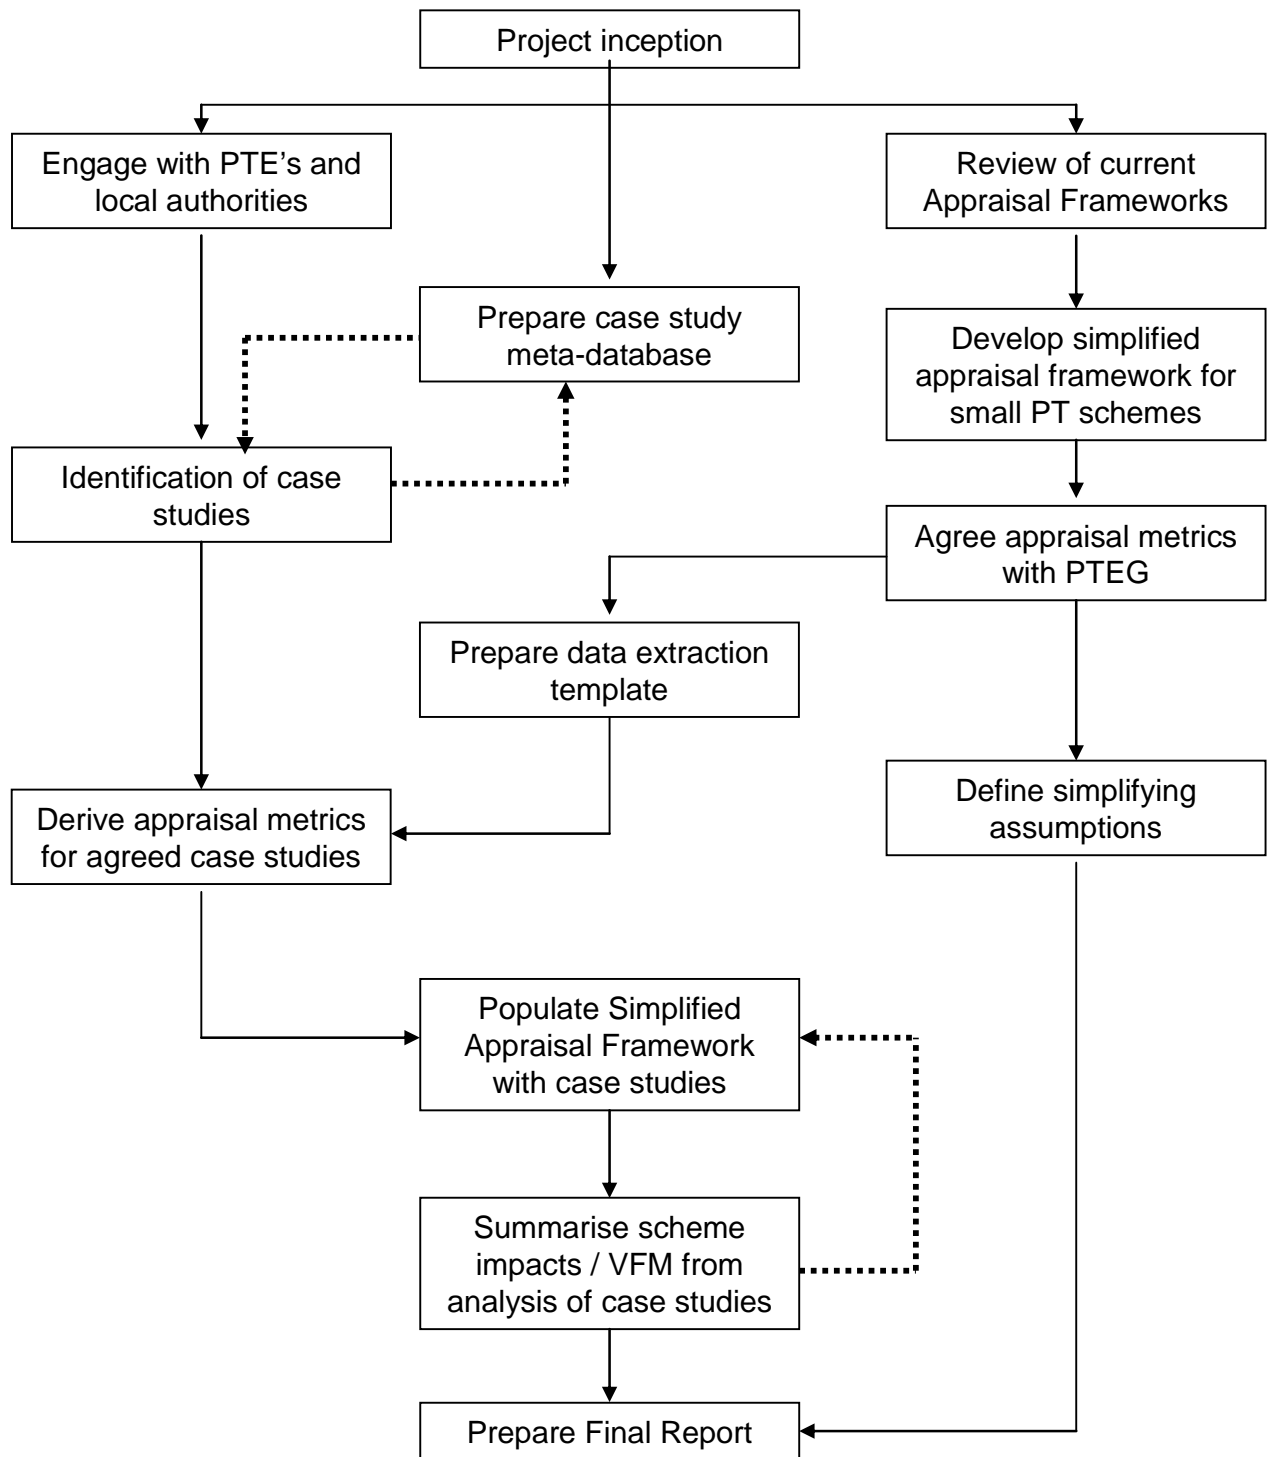 Project inception
Engage with PTE’s and
local authorities
Review of current
Appraisal Frameworks
Prepare case study
meta-database
Develop simplified
appraisal framework for
small PT schemes
Identification of case
studies
Agree appraisal metrics
with PTEG
Prepare data extraction
template
Derive appraisal metrics
for agreed case studies
Define simplifying
assumptions
Populate Simplified
Appraisal Framework
with case studies
Summarise scheme
impacts / VFM from
analysis of case studies
Prepare Final Report